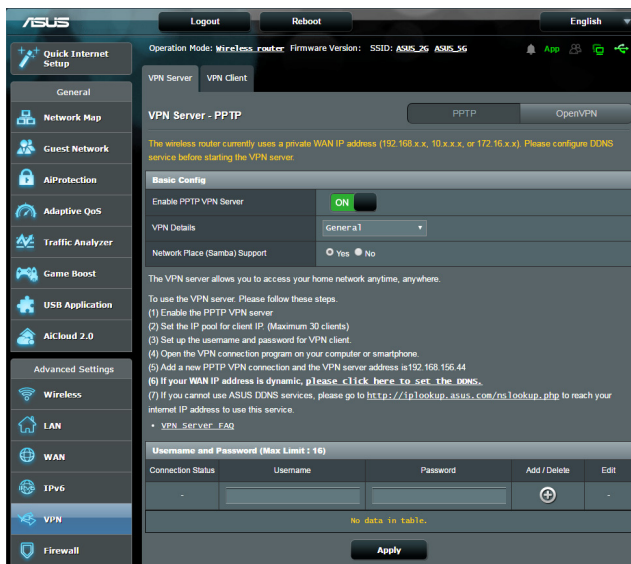 ASUS
Logout
Reboot
English
Quick Internet
Setup
Operation Mode: Wireless router Firmware Version: SSID: ASUS_2G ASUS_5G
App
VPN Server
VPN Client
General
Network Map
Guest Network
AiProtection
Adaptive QoS
Traffic Analyzer
Game Boost
USB Application
AiCloud 2.0
Advanced Settings
Wireless
LAN
WAN
IPv6
VPN
Firewall
VPN Server - PPTP
PPTP
OpenVPN
The wireless router currently uses a private WAN IP address (192.168.x.x, 10.x.x.x, or 172.16.x.x). Please configure DDNS
service before starting the VPN server.
Basic Config
Enable PPTP VPN
Server
ON
VPN Details
General
Network Place (Samba) Support
Yes
No
The VPN server allows you to access your home network anytime, anywhere.
To use the VPN server. Please follow these
steps.
(1) Enable the PPTP
VPN server
(2) Set the IP pool for client IP. (Maximum
30 clients)
(3) Set up the username and password for VPN
client.
(4) Open the VPN connection program on your computer or
smartphone.
(5) Add a new PPTP VPN connection and the VPN server address is192.168.156.44
(6) If your WAN IP address is dynamic, please click here to set the DDNS.
(7) If you cannot use ASUS DDNS services, please go to http://iplookup.asus.com/nslookup.php to reach your
internet IP address to use this service.
• VPN Server FAQ
Username and Password (Max Limit : 16)
Connection Status
Username
Password
Add / Delete
Edit
-
-
No data in table.
Apply